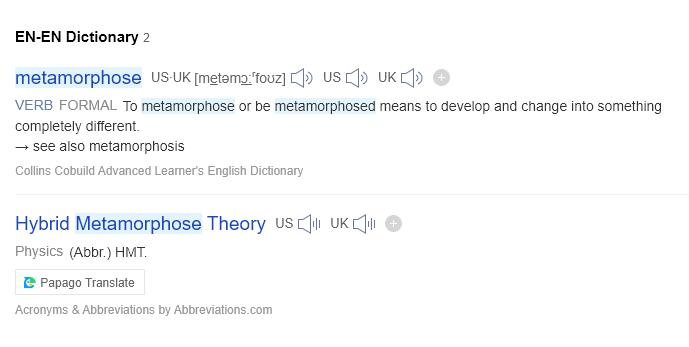 EN-EN Dictionary 2
metamorphose US·UK [metəmɔːʳfoʊz] US UK
VERB FORMAL To metamorphose or be metamorphosed means to develop and change into something
completely different.
→ see also metamorphosis
Collins Cobuild Advanced Learner's English Dictionary
Hybrid Metamorphose Theory US UK
Physics (Abbr.) HMT.
Papago Translate
Acronyms & Abbreviations by Abbreviations.com